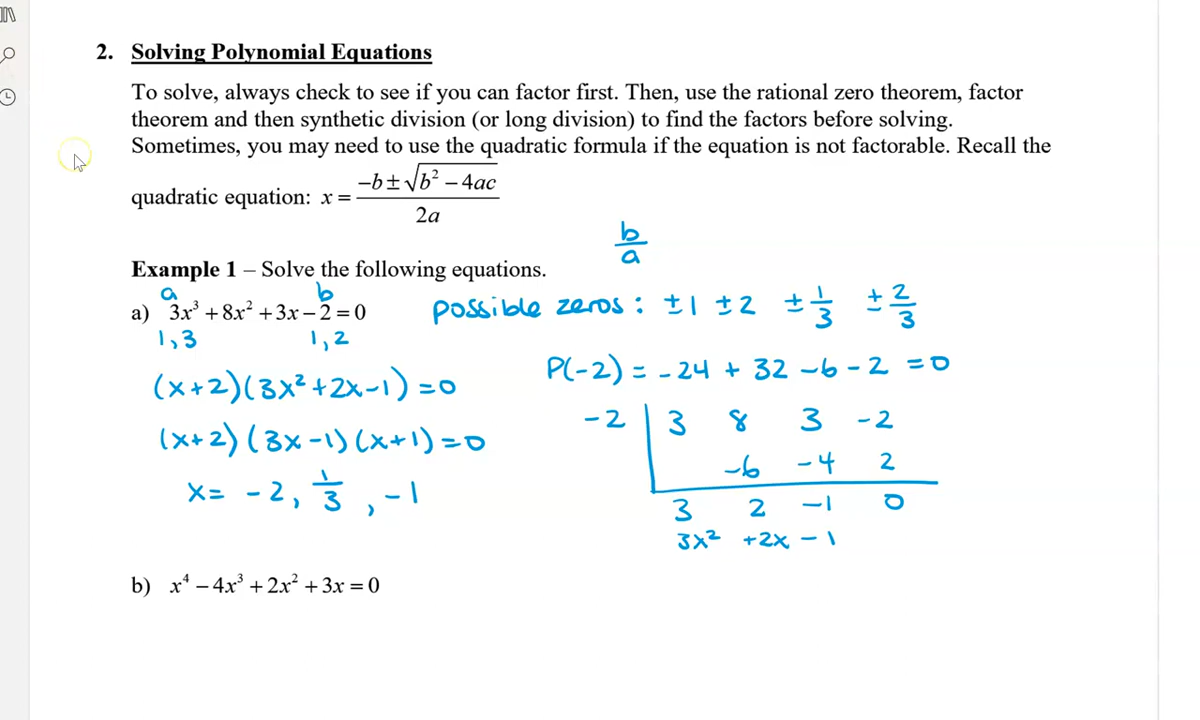 2. Solving Polynomial Equations
To solve, always check to see if you can factor first. Then, use the rational zero theorem, factor
theorem and then synthetic division (or long division) to find the factors before solving.
Sometimes, you may need to use the quadratic formula if the equation is not factorable. Recall the
quadratic equation: x = (−b ± √(b² − 4ac)) / 2a
b/a
Example 1 – Solve the following equations.
a b
a) 3x³ + 8x² + 3x − 2 = 0
possible zeros: ±1 ±2 ±1/3 ±2/3
1,3 1,2
P(-2) = -24 + 32 -6 -2 = 0
(x+2)(3x²+2x-1) = 0
-2 | 3 8 3 -2
(x+2)(3x-1)(x+1) = 0
-6 -4 2
x = -2, 1/3, -1
3 2 -1 0
3x² +2x -1
b) x⁴ − 4x³ + 2x² + 3x = 0